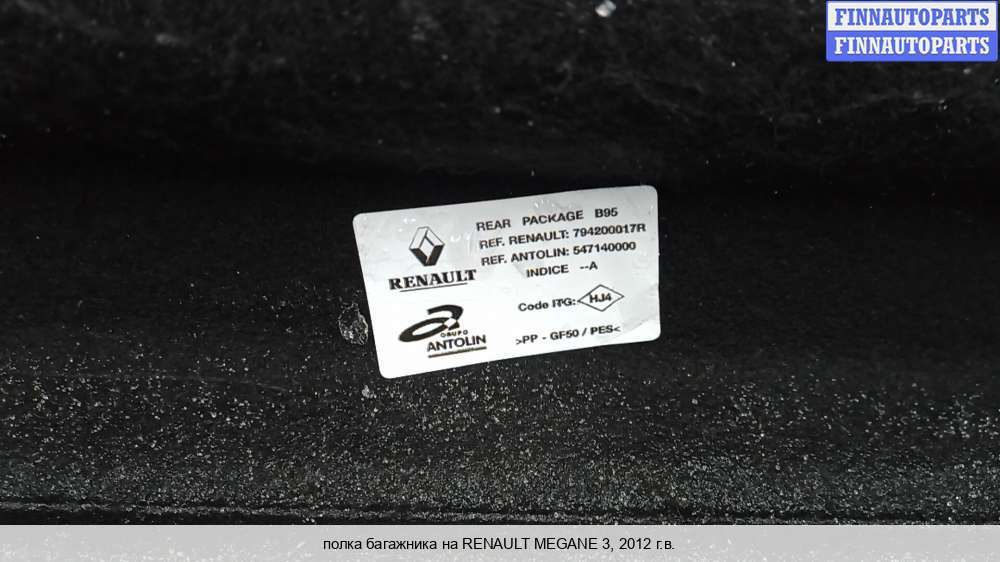 FINNAUTOPARTS
FINNAUTOPARTS
REAR PACKAGE B95
REF. RENAULT: 794200017R
REF. ANTOLIN: 547140000
INDICE --A
RENAULT
Code ITG: HJ4
GRUPO
ANTOLIN
>PP - GF50 / PES<
полка багажника на RENAULT MEGANE 3, 2012 г.в.